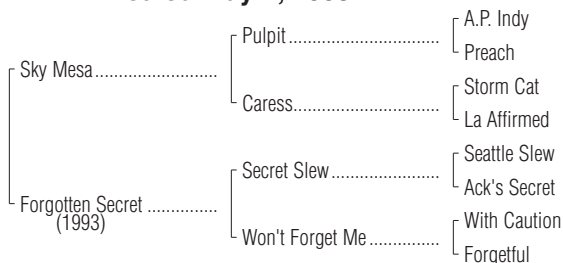 A.P. Indy
Pulpit
Preach
Sky Mesa
Storm Cat
Caress
La Affirmed
Seattle Slew
Secret Slew
Ack's Secret
Forgotten Secret
(1993)
With Caution
Won't Forget Me
Forgetful